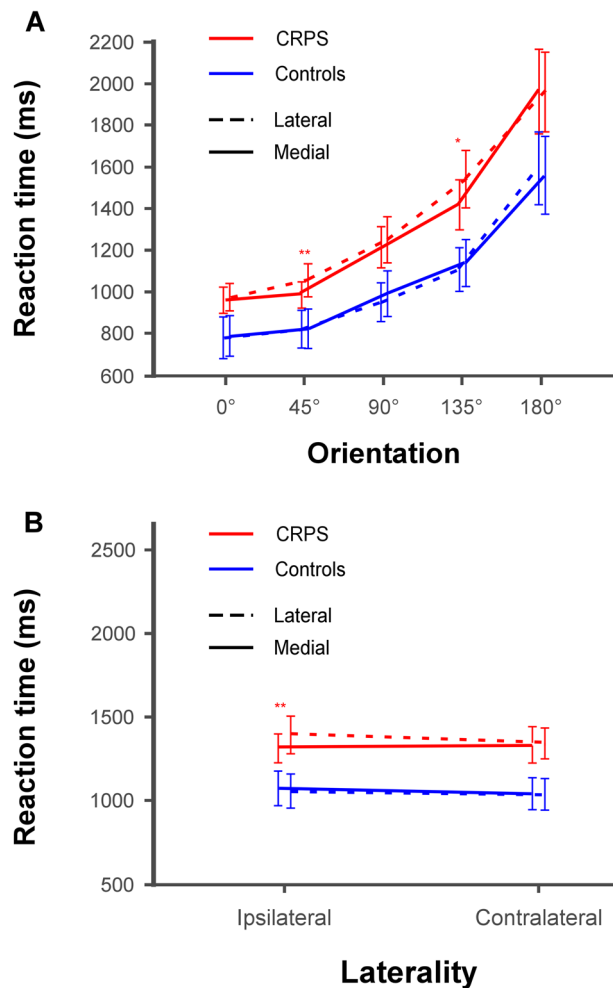 A
2200
2000
1800
1600
1400
1200
1000
800
600
Reaction time (ms)
CRPS
Controls
Lateral
Medial
**
*
0° 45° 90° 135° 180°
Orientation
B
2500
2000
1500
1000
500
Reaction time (ms)
CRPS
Controls
Lateral
Medial
**
Ipsilateral Contralateral
Laterality